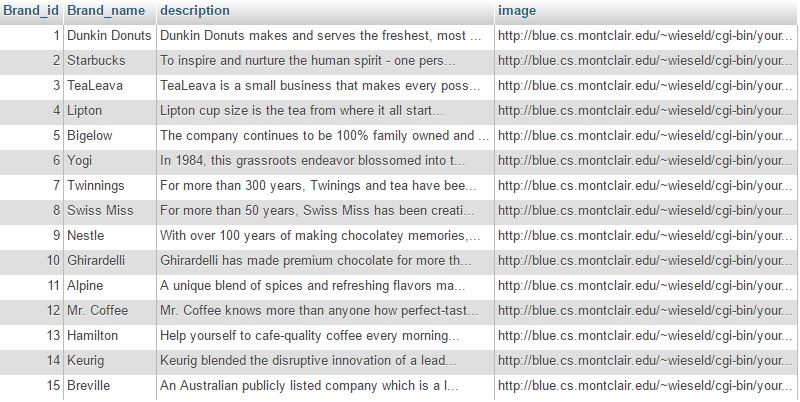 Brand_id Brand_name description image
1 Dunkin Donuts Dunkin Donuts makes and serves the freshest, most ... http://blue.cs.montclair.edu/~wieseld/cgi-bin/your...
2 Starbucks To inspire and nurture the human spirit - one pers... http://blue.cs.montclair.edu/~wieseld/cgi-bin/your...
3 TeaLeava TeaLeava is a small business that makes every poss... http://blue.cs.montclair.edu/~wieseld/cgi-bin/your...
4 Lipton Lipton cup size is the tea from where it all start... http://blue.cs.montclair.edu/~wieseld/cgi-bin/your...
5 Bigelow The company continues to be 100% family owned and ... http://blue.cs.montclair.edu/~wieseld/cgi-bin/your...
6 Yogi In 1984, this grassroots endeavor blossomed into t... http://blue.cs.montclair.edu/~wieseld/cgi-bin/your...
7 Twinnings For more than 300 years, Twinings and tea have bee... http://blue.cs.montclair.edu/~wieseld/cgi-bin/your...
8 Swiss Miss For more than 50 years, Swiss Miss has been creati... http://blue.cs.montclair.edu/~wieseld/cgi-bin/your...
9 Nestle With over 100 years of making chocolatey memories,... http://blue.cs.montclair.edu/~wieseld/cgi-bin/your...
10 Ghirardelli Ghirardelli has made premium chocolate for more th... http://blue.cs.montclair.edu/~wieseld/cgi-bin/your...
11 Alpine A unique blend of spices and refreshing flavors ma... http://blue.cs.montclair.edu/~wieseld/cgi-bin/your...
12 Mr. Coffee Mr. Coffee knows more than anyone how perfect-tast... http://blue.cs.montclair.edu/~wieseld/cgi-bin/your...
13 Hamilton Help yourself to cafe-quality coffee every morning... http://blue.cs.montclair.edu/~wieseld/cgi-bin/your...
14 Keurig Keurig blended the disruptive innovation of a lead... http://blue.cs.montclair.edu/~wieseld/cgi-bin/your...
15 Breville An Australian publicly listed company which is a l... http://blue.cs.montclair.edu/~wieseld/cgi-bin/your...